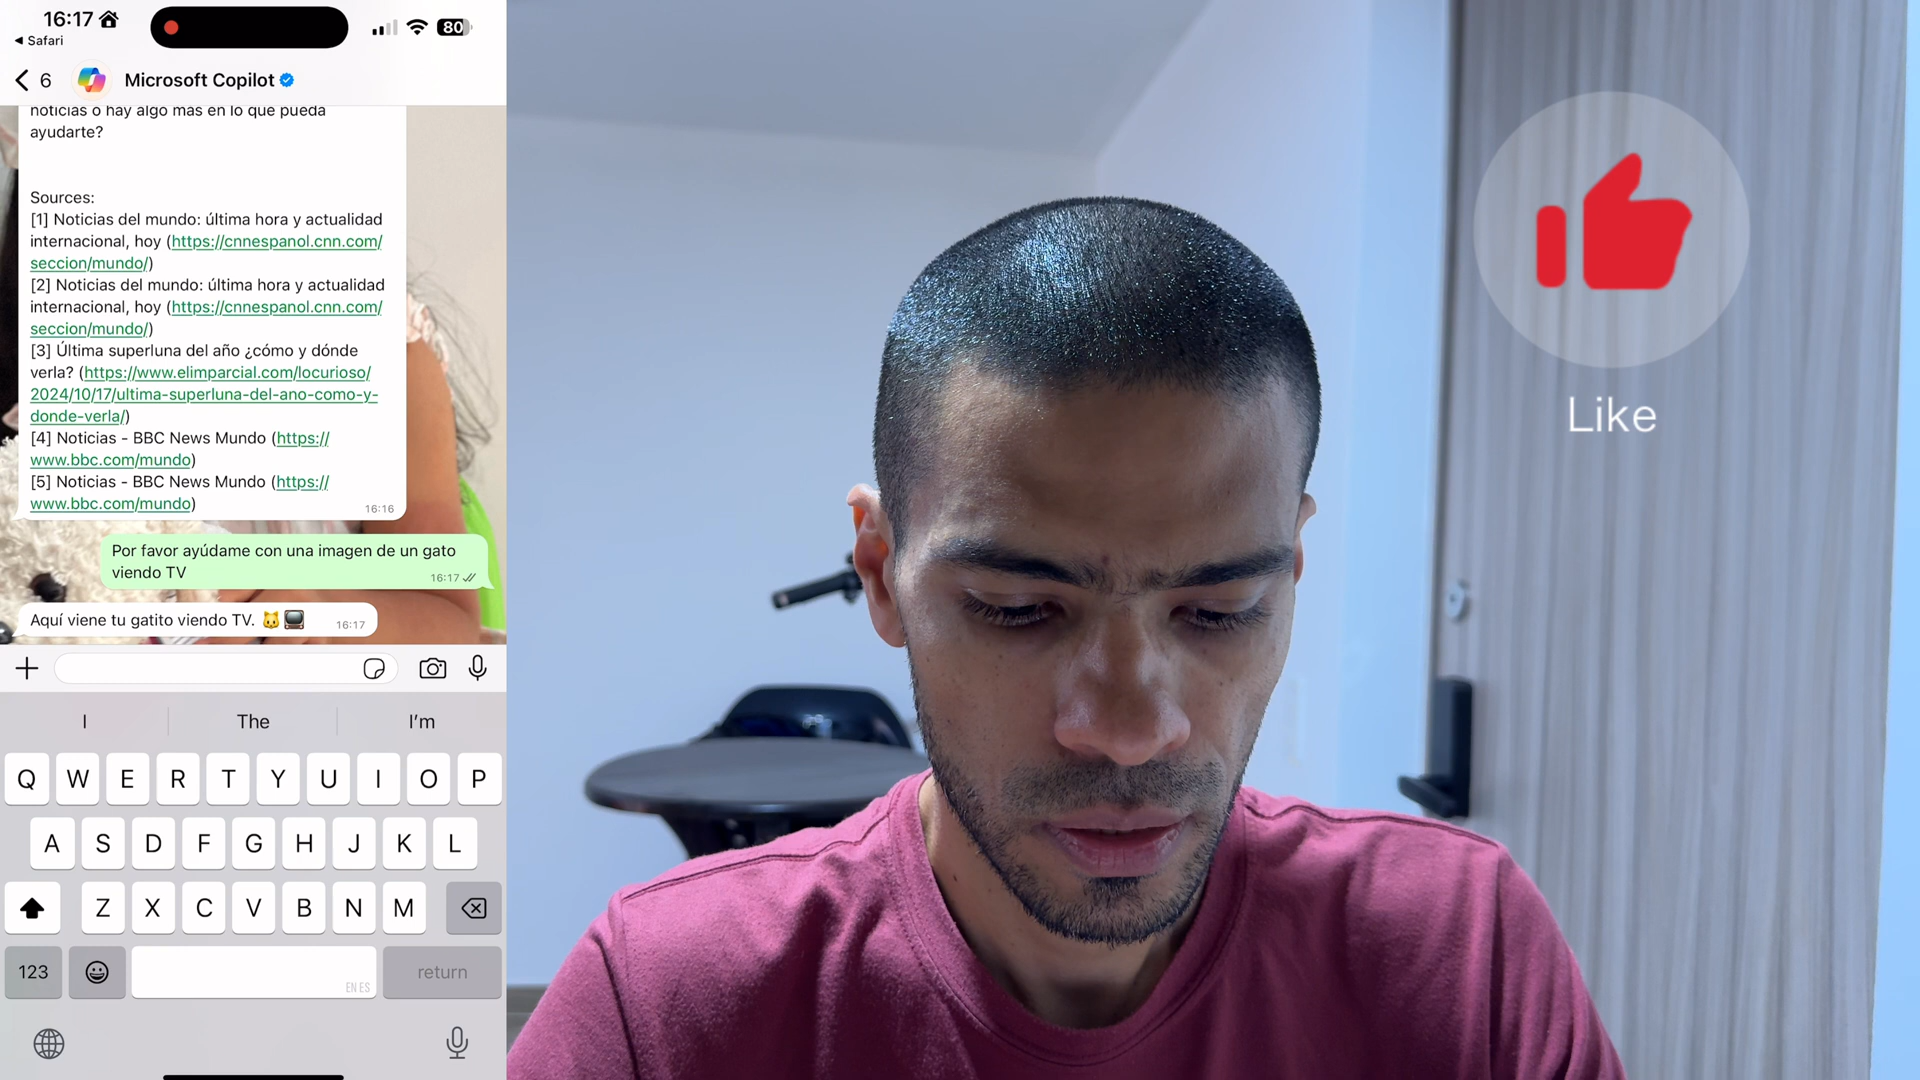 16:17
80
Safari
6
Microsoft Copilot
noticias o hay algo mas en lo que pueda
ayudarte?
Sources:
[1] Noticias del mundo: última hora y actualidad
internacional, hoy (https://cnnespanol.cnn.com/
seccion/mundo/)
[2] Noticias del mundo: última hora y actualidad
internacional, hoy (https://cnnespanol.cnn.com/
seccion/mundo/)
[3] Última superluna del año ¿cómo y dónde
verla? (https://www.elimparcial.com/locurioso/
2024/10/17/ultima-superluna-del-ano-como-y-
donde-verla/)
[4] Noticias - BBC News Mundo (https://
www.bbc.com/mundo)
[5] Noticias - BBC News Mundo (https://
www.bbc.com/mundo)
16:16
Por favor ayúdame con una imagen de un gato
viendo TV
16:17
Aquí viene tu gatito viendo TV.
16:17
I The I'm
Q W E R T Y U I O P
A S D F G H J K L
Z X C V B N M
123
EN ES
return
Like